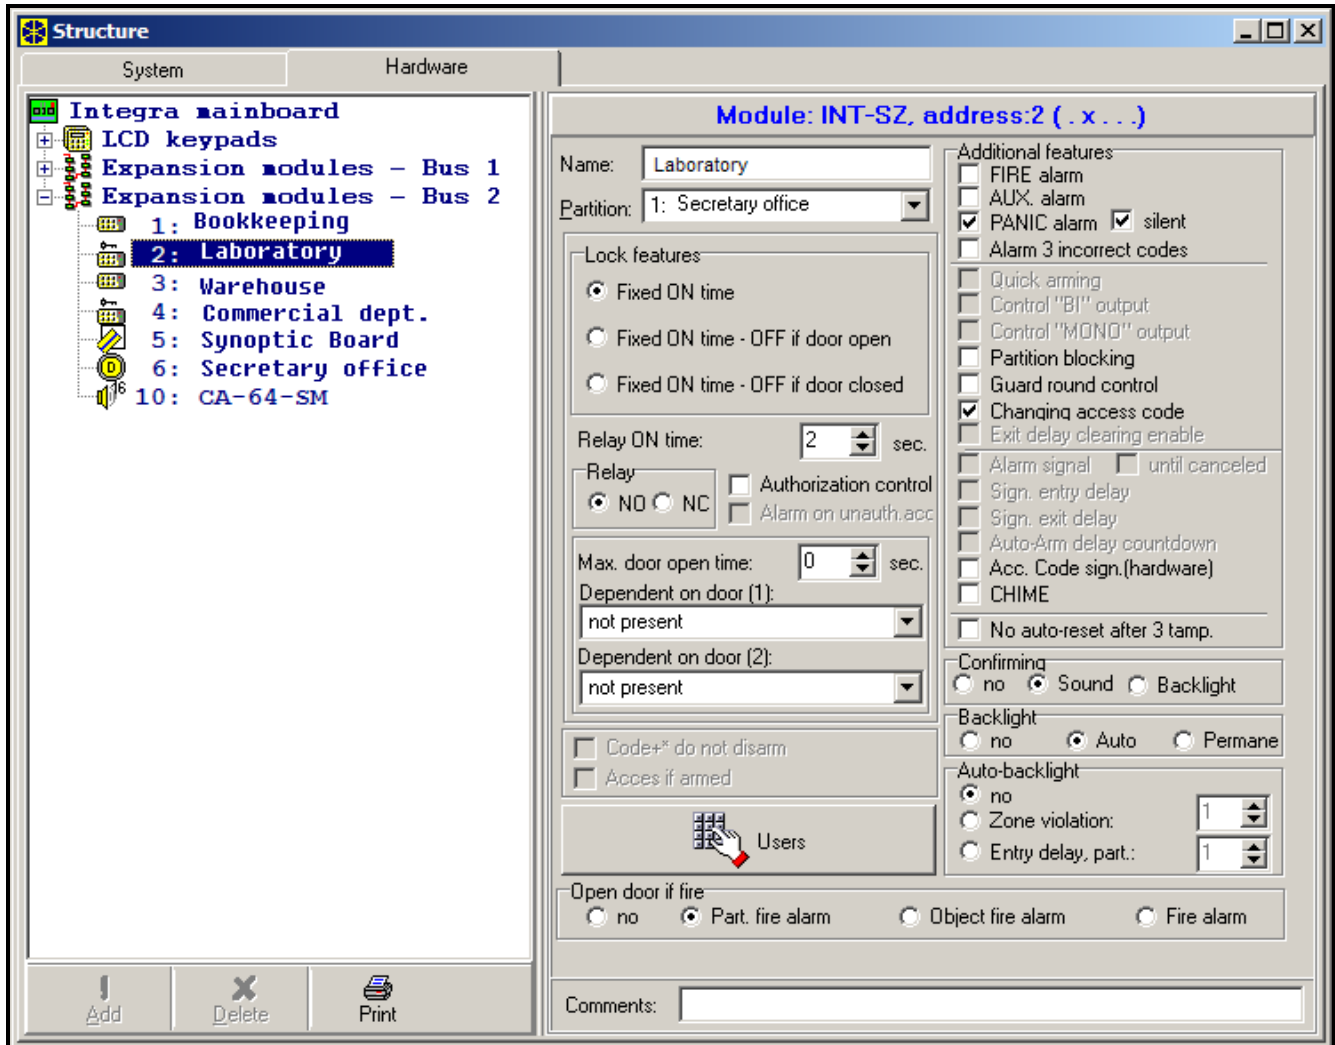 Structure
System
Hardware
Integra mainboard
LCD keypads
Expansion modules – Bus 1
Expansion modules – Bus 2
1: Bookkeeping
2: Laboratory
3: Warehouse
4: Commercial dept.
5: Synoptic Board
6: Secretary office
10: CA-64-SM
Add
Delete
Print
Module: INT-SZ, address:2 ( . x . . .)
Name: Laboratory
Partition: 1: Secretary office
Lock features
Fixed ON time
Fixed ON time - OFF if door open
Fixed ON time - OFF if door closed
Relay ON time: 2 sec.
Relay
NO NC
Authorization control
Alarm on unauth.acc
Max. door open time: 0 sec.
Dependent on door (1):
not present
Dependent on door (2):
not present
Code+* do not disarm
Acces if armed
Users
Additional features
FIRE alarm
AUX. alarm
PANIC alarm silent
Alarm 3 incorrect codes
Quick arming
Control "BI" output
Control "MONO" output
Partition blocking
Guard round control
Changing access code
Exit delay clearing enable
Alarm signal until canceled
Sign. entry delay
Sign. exit delay
Auto-Arm delay countdown
Acc. Code sign.(hardware)
CHIME
No auto-reset after 3 tamp.
Confirming
no Sound Backlight
Backlight
no Auto Permane
Auto-backlight
no
Zone violation: 1
Entry delay, part.: 1
Open door if fire
no Part. fire alarm Object fire alarm Fire alarm
Comments: